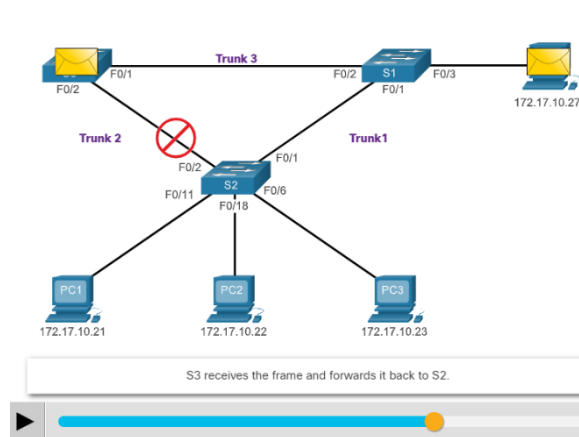 Trunk 3
F0/1
F0/2
S1
F0/3
F0/2
F0/1
172.17.10.27
Trunk 2
Trunk1
F0/2
F0/1
S2
F0/11
F0/6
F0/18
PC1
PC2
PC3
172.17.10.21
172.17.10.22
172.17.10.23
S3 receives the frame and forwards it back to S2.